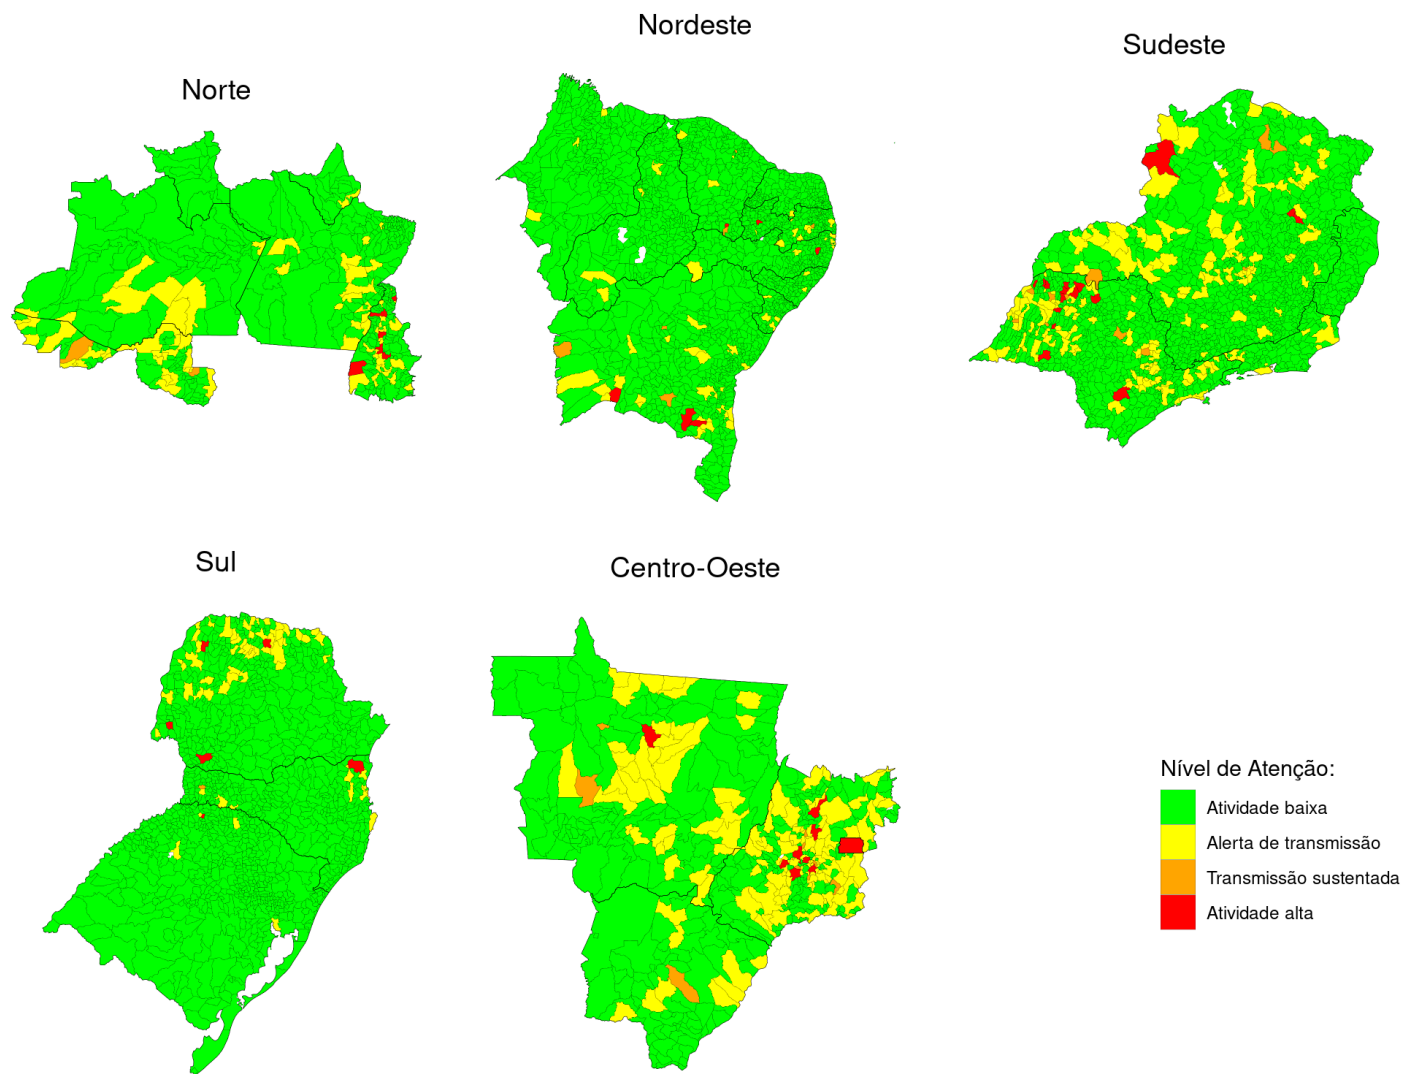 Norte
Nordeste
Sudeste
Sul
Centro-Oeste
Nível de Atenção:
Atividade baixa
Alerta de transmissão
Transmissão sustentada
Atividade alta